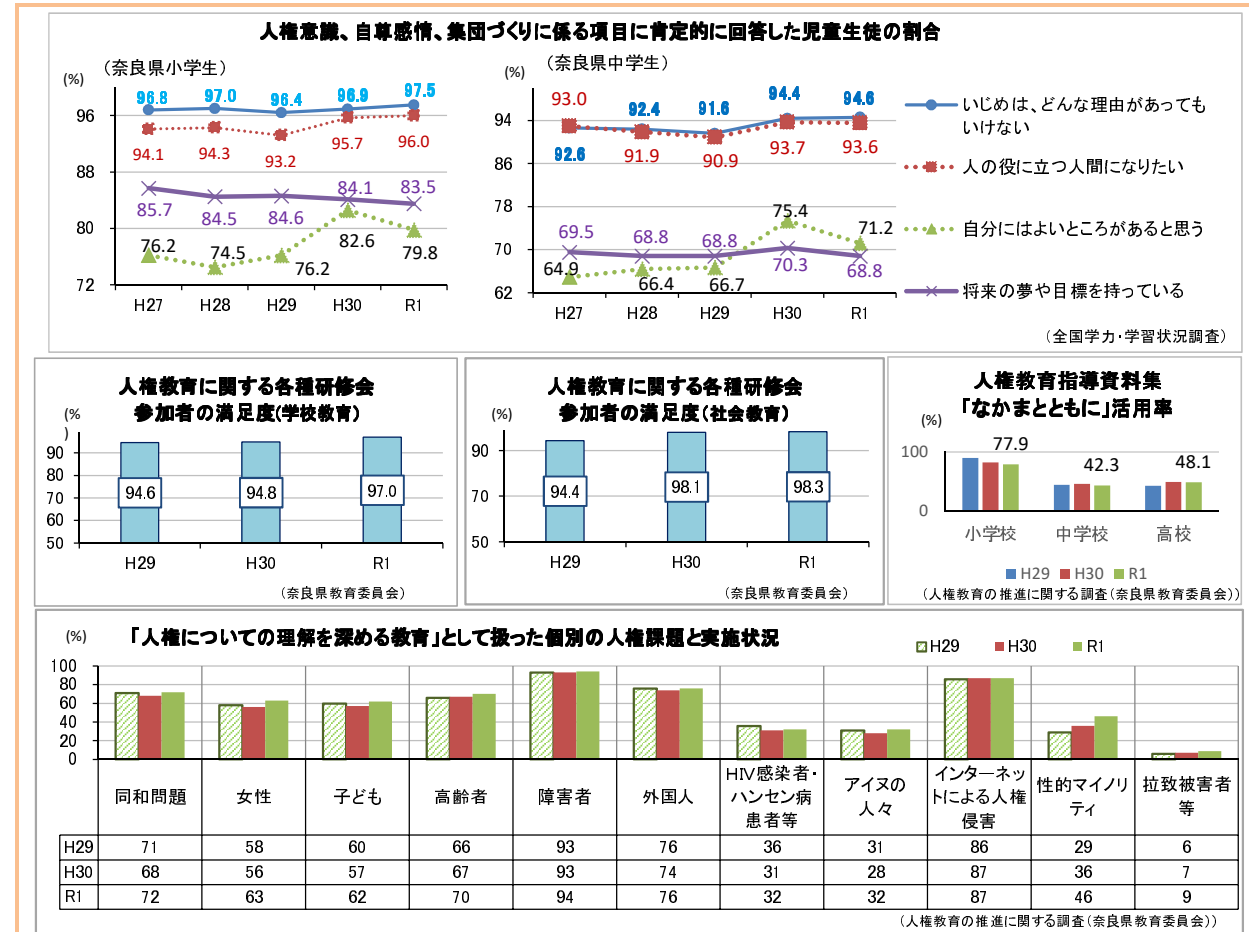 人権意識、自尊感情、集団づくりに係る項目に肯定的に回答した児童生徒の割合
(%)
（奈良県小学生）
96.8 97.0 96.4 96.9 97.5
96
94.1 94.3 93.2 95.7 96.0
88
85.7 84.5 84.6 84.1 83.5
80
76.2 74.5 76.2 82.6 79.8
72
H27 H28 H29 H30 R1
(%)
（奈良県中学生）
93.0 92.4 91.6 94.4 94.6
94
92.6 91.9 90.9 93.7 93.6
86
78
75.4 71.2
69.5 68.8 68.8 70.3 68.8
70
64.9 66.4 66.7
62
H27 H28 H29 H30 R1
いじめは、どんな理由があっても
いけない
人の役に立つ人間になりたい
自分にはよいところがあると思う
将来の夢や目標を持っている
（全国学力・学習状況調査）
人権教育に関する各種研修会
参加者の満足度（学校教育）
(%
)
90
80
70
60
50
94.6 94.8 97.0
H29 H30 R1
（奈良県教育委員会）
人権教育に関する各種研修会
参加者の満足度（社会教育）
(%)
90
70
50
94.4 98.1 98.3
H29 H30 R1
（奈良県教育委員会）
人権教育指導資料集
「なかまとともに」活用率
(%)
100
0
77.9 42.3 48.1
小学校 中学校 高校
H29 H30 R1
（人権教育の推進に関する調査（奈良県教育委員会））
(%)
「人権についての理解を深める教育」として扱った個別の人権課題と実施状況
H29 H30 R1
100
80
60
40
20
0
同和問題 女性 子ども 高齢者 障害者 外国人 HIV感染者・ハンセン病患者等 アイヌの人々 インターネットによる人権侵害 性的マイノリティ 拉致被害者等
H29 71 58 60 66 93 76 36 31 86 29 6
H30 68 56 57 67 93 74 31 28 87 36 7
R1 72 63 62 70 94 76 32 32 87 46 9
（人権教育の推進に関する調査（奈良県教育委員会））